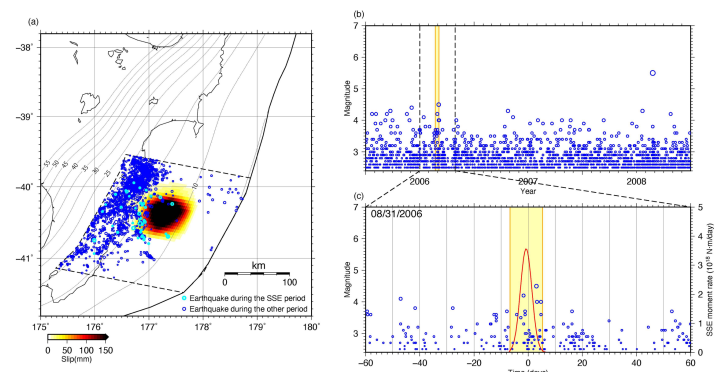 (a)
−38˚
−39˚
−40˚
−41˚
55
50
45
40
35
30
25
10
km
0 100
Earthquake during the SSE period
Earthquake during the other period
175˚ 176˚ 177˚ 178˚ 179˚ 180˚
0 50 100 150
Slip(mm)
(b)
7
6
5
4
3
Magnitude
2006 2007 2008
Year
(c)
08/31/2006
7
6
5
4
3
Magnitude
5
4
3
2
1
0
SSE moment rate (10¹⁶ N·m/day)
−60 −40 −20 0 20 40 60
Time (days)